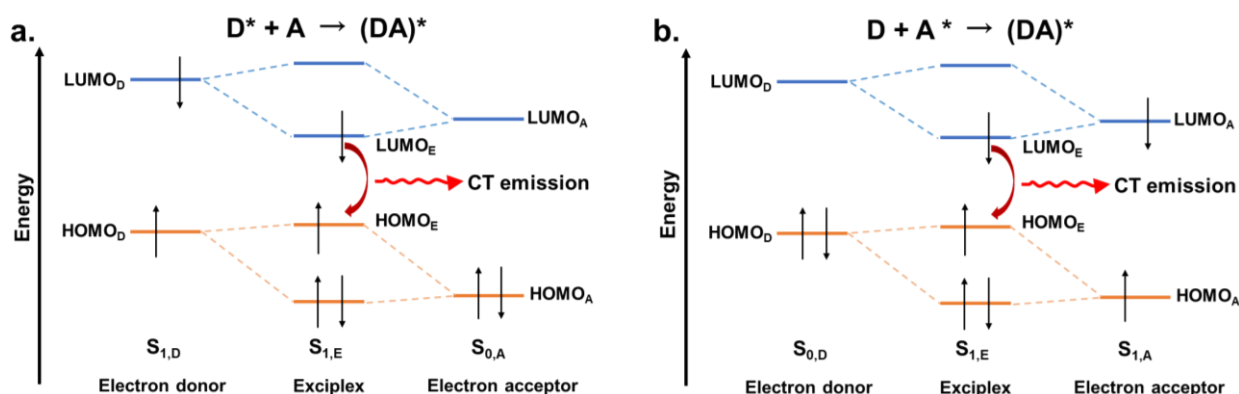 a.
D* + A → (DA)*
Energy
LUMO_D
LUMO_A
LUMO_E
CT emission
HOMO_D
HOMO_E
HOMO_A
S_1,D
S_1,E
S_0,A
Electron donor
Exciplex
Electron acceptor
b.
D + A * → (DA)*
Energy
LUMO_D
LUMO_A
LUMO_E
CT emission
HOMO_D
HOMO_E
HOMO_A
S_0,D
S_1,E
S_1,A
Electron donor
Exciplex
Electron acceptor